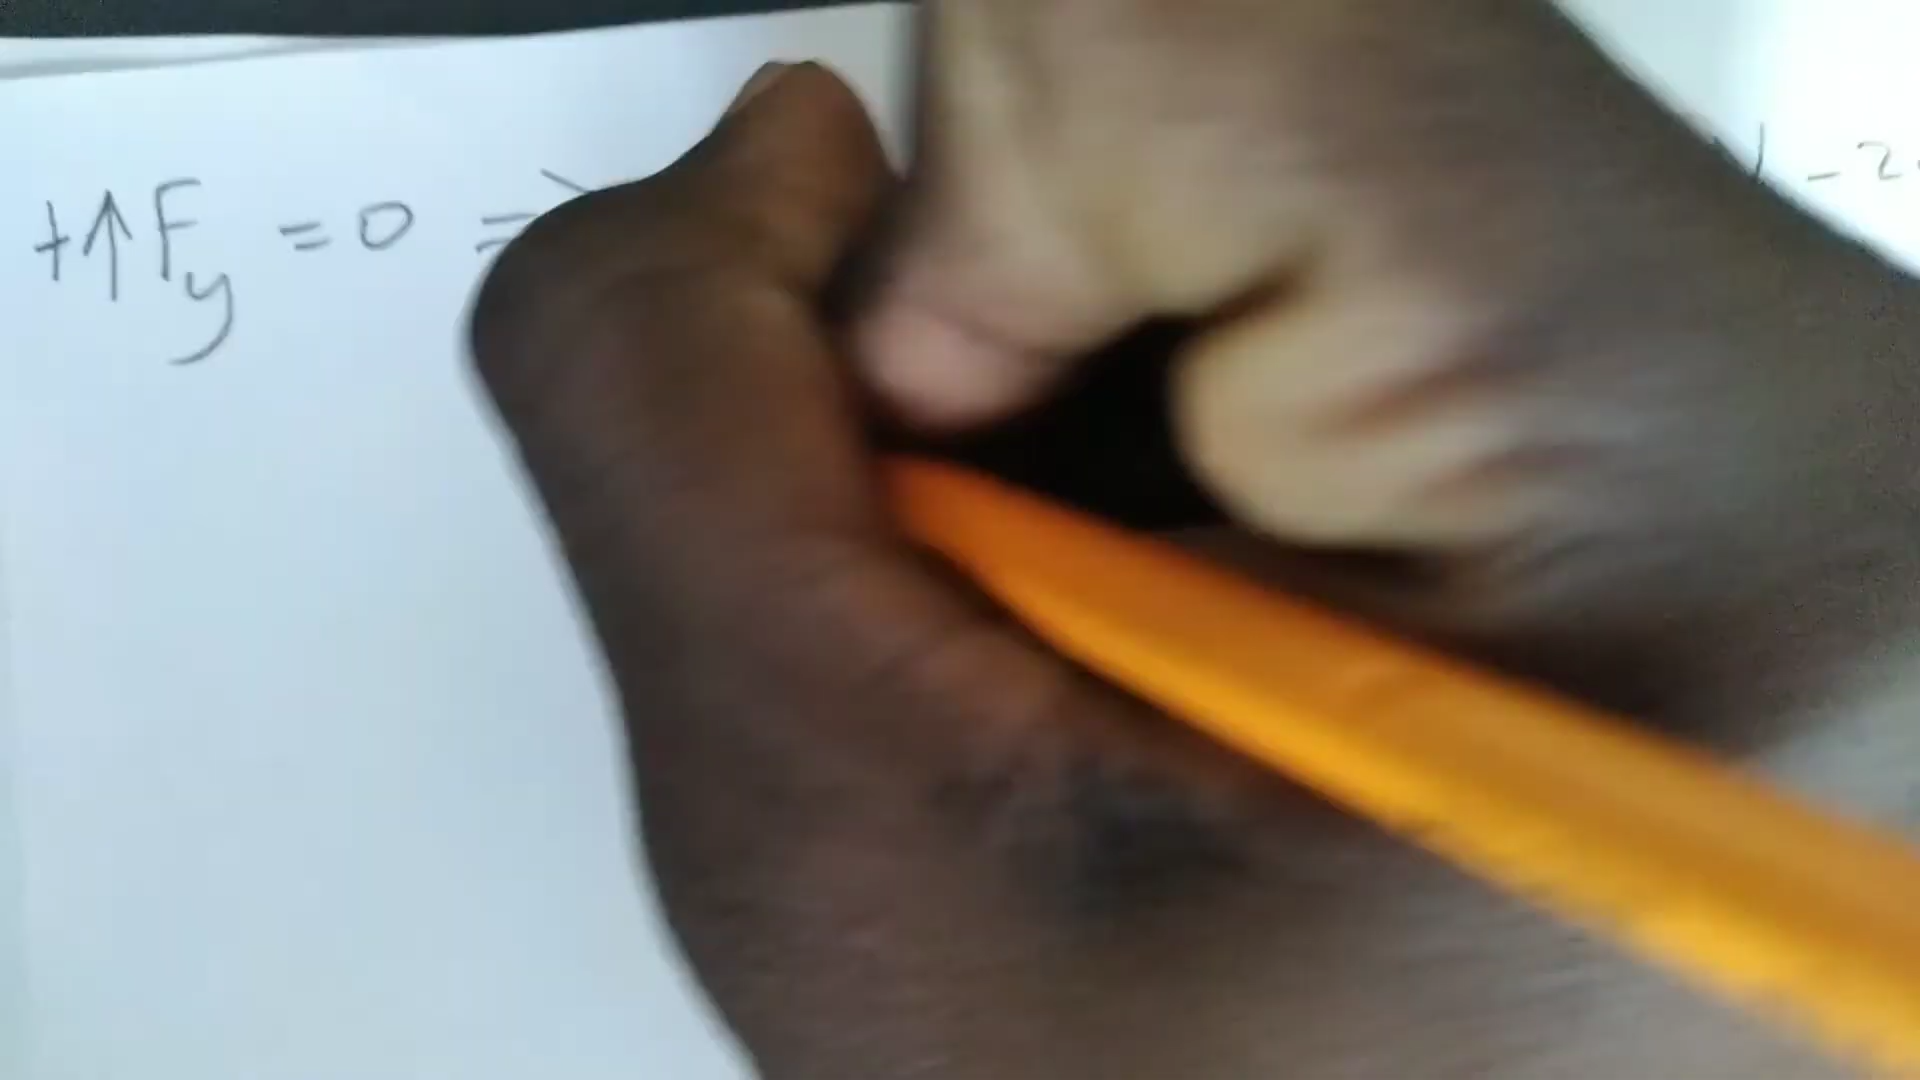 +↑Fy = 0 =>